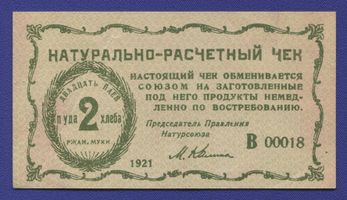 НАТУРАЛЬНО-РАСЧЕТНЫЙ ЧЕК
ДВАДЦАТЬ ПАЕВ
2
пуда хлеба
РЖАН. МУКИ
НАСТОЯЩИЙ ЧЕК ОБМЕНИВАЕТСЯ
СОЮЗОМ НА ЗАГОТОВЛЕННЫЕ
ПОД НЕГО ПРОДУКТЫ НЕМЕД-
ЛЕННО ПО ВОСТРЕБОВАНИЮ.
Председатель Правления
Натурсоюза
В 00018
1921